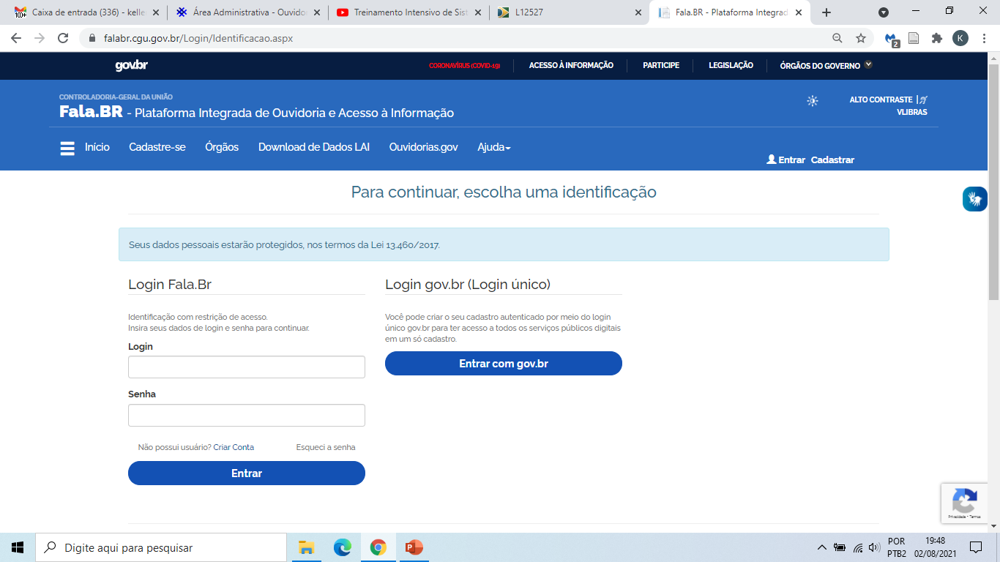 Caixa de entrada (336) - kelle
Área Administrativa - Ouvido
Treinamento Intensivo de Sist
L12527
Fala.BR - Plataforma Integrad
falabr.cgu.gov.br/Login/Identificacao.aspx
K
2
100+
gov.br
CORONAVÍRUS (COVID-19)
ACESSO À INFORMAÇÃO
PARTICIPE
LEGISLAÇÃO
ÓRGÃOS DO GOVERNO
CONTROLADORIA-GERAL DA UNIÃO
Fala.BR - Plataforma Integrada de Ouvidoria e Acesso à Informação
ALTO CONTRASTE |
VLIBRAS
Início
Cadastre-se
Órgãos
Download de Dados LAI
Ouvidorias.gov
Ajuda
Entrar Cadastrar
Para continuar, escolha uma identificação
Seus dados pessoais estarão protegidos, nos termos da Lei 13.460/2017.
Login Fala.Br
Identificação com restrição de acesso.
Insira seus dados de login e senha para continuar.
Login
Senha
Não possui usuário? Criar Conta
Esqueci a senha
Entrar
Login gov.br (Login único)
Você pode criar o seu cadastro autenticado por meio do login
único gov.br para ter acesso a todos os serviços públicos digitais
em um só cadastro.
Entrar com gov.br
Privacidade - Termos
Digite aqui para pesquisar
POR
PTB2
19:48
02/08/2021